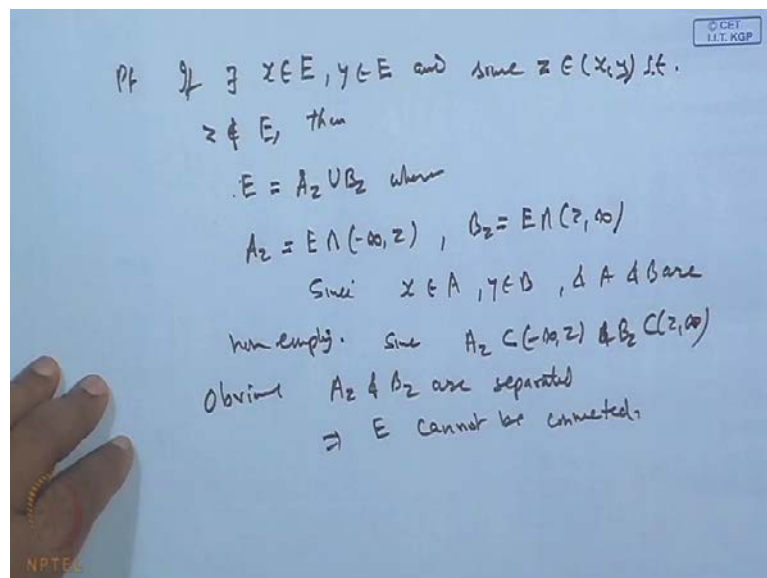 © CET
I.I.T. KGP
Pf If ∃ x ∈ E, y ∈ E and some z ∈ (x, y) s.t.
z ∉ E, then
E = A_z ∪ B_z where
A_z = E ∩ (-∞, z), B_z = E ∩ (z, ∞)
Since x ∈ A, y ∈ B, & A & B are
non empty. Since A_z ⊂ (-∞, z) & B_z ⊂ (z, ∞)
Obvious A_z & B_z are separated
⇒ E cannot be connected.
NPTEL